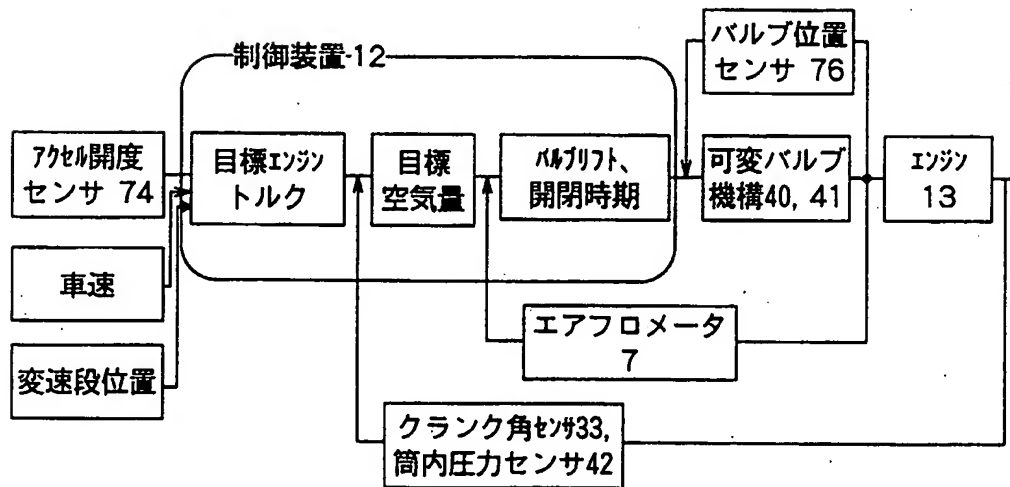 制御装置12
バルブ位置
センサ 76
アクセル開度
センサ 74
目標エンジン
トルク
目標
空気量
バルブリフト、
開閉時期
可変バルブ
機構40, 41
エンジン
13
車速
変速段位置
エアフロメータ
7
クランク角センサ33,
筒内圧力センサ42